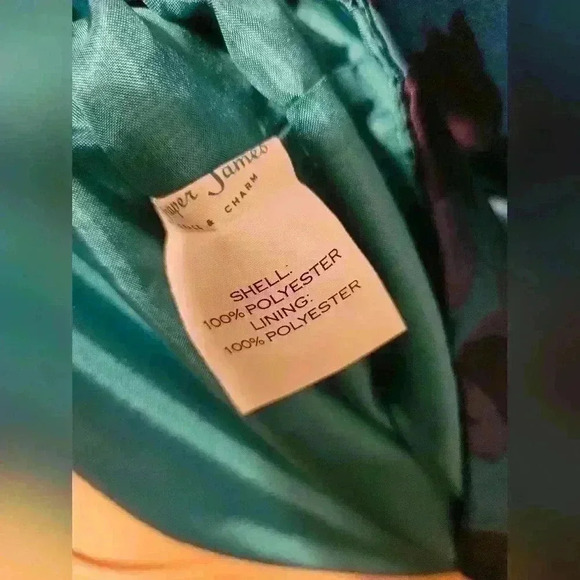 James
& CHARM
SHELL:
100% POLYESTER
LINING:
100% POLYESTER